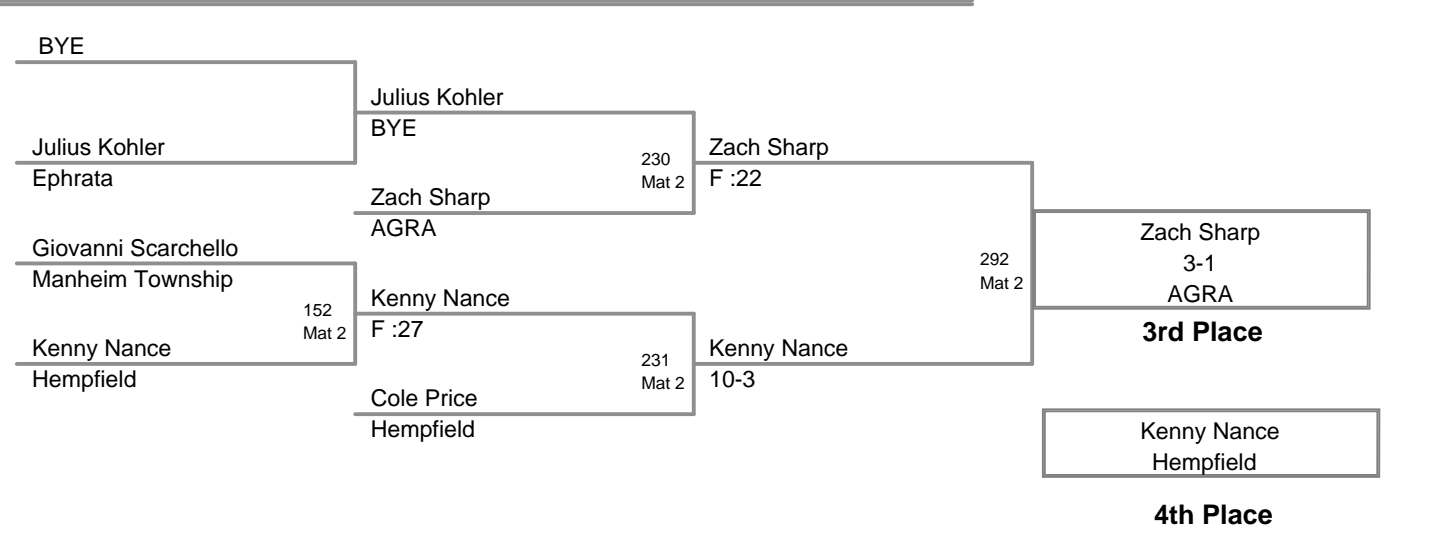 BYE
Julius Kohler
BYE
Julius Kohler
Ephrata
230
Mat 2
Zach Sharp
F :22
Zach Sharp
AGRA
Giovanni Scarchello
Manheim Township
152
Mat 2
Kenny Nance
F :27
Kenny Nance
Hempfield
231
Mat 2
Kenny Nance
10-3
Cole Price
Hempfield
292
Mat 2
Zach Sharp
3-1
AGRA
3rd Place
Kenny Nance
Hempfield
4th Place